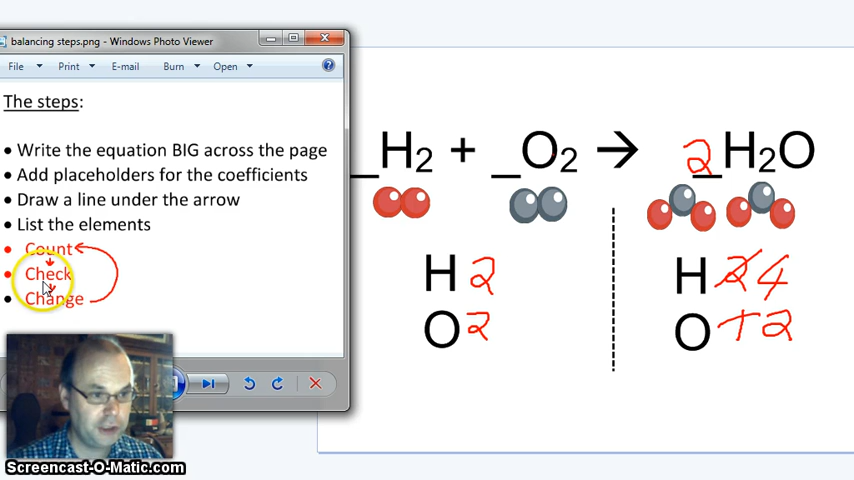 balancing steps.png - Windows Photo Viewer
File Print E-mail Burn Open
The steps:
• Write the equation BIG across the page
• Add placeholders for the coefficients
• Draw a line under the arrow
• List the elements
• Count
• Check
• Change
_H2 + _O2 → 2_H2O
H 2 H 2 4
O 2 O 1 2
Screencast-O-Matic.com